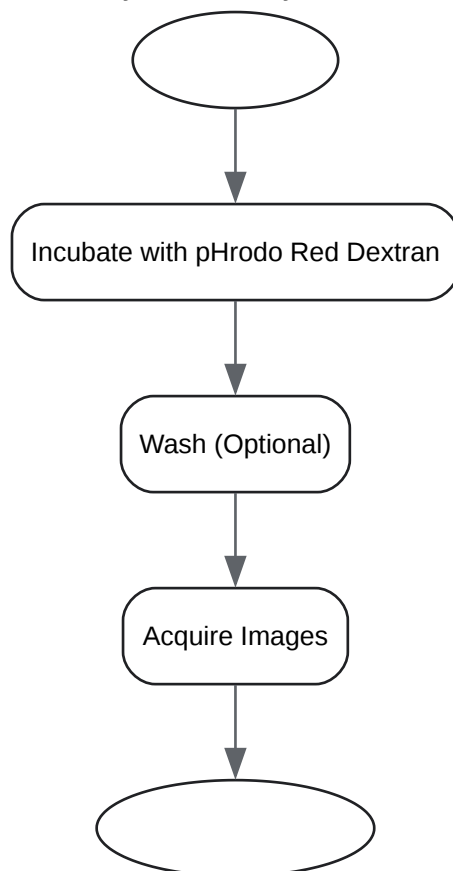 Incubate with pHrodo Red Dextran
Wash (Optional)
Acquire Images